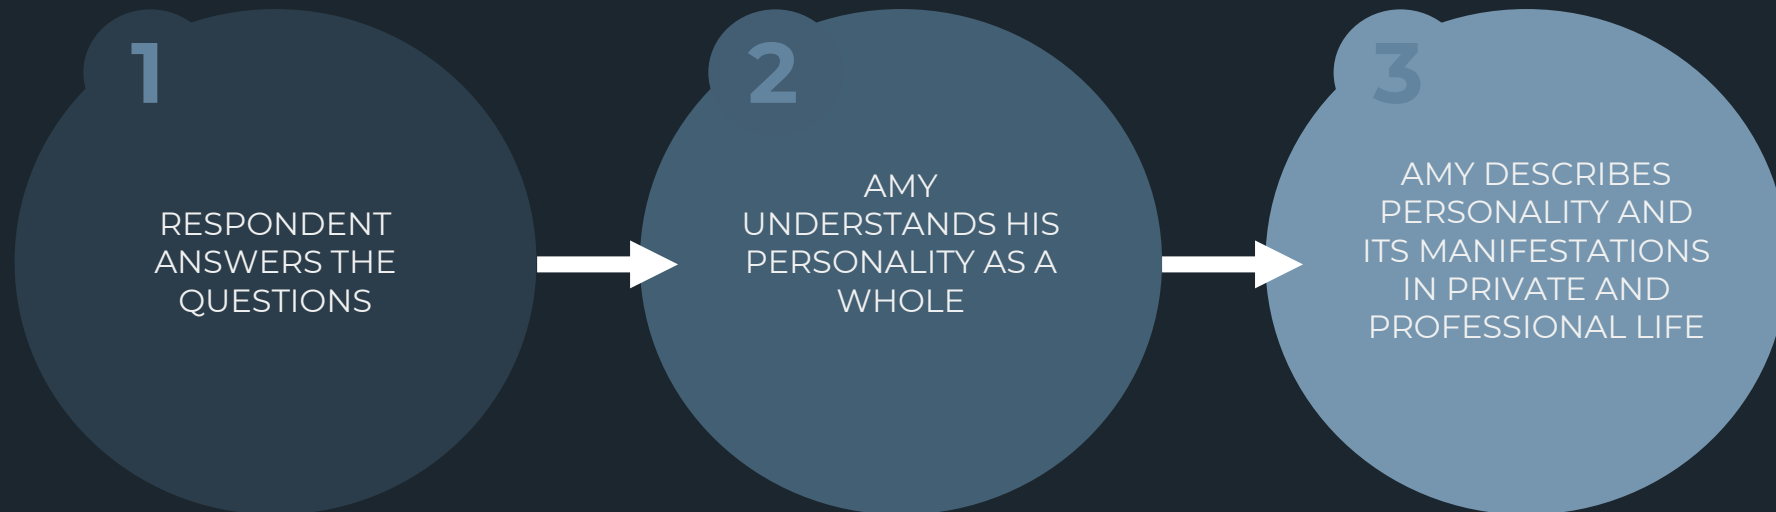 1
RESPONDENT
ANSWERS THE
QUESTIONS
2
AMY
UNDERSTANDS HIS
PERSONALITY AS A
WHOLE
3
AMY DESCRIBES
PERSONALITY AND
ITS MANIFESTATIONS
IN PRIVATE AND
PROFESSIONAL LIFE